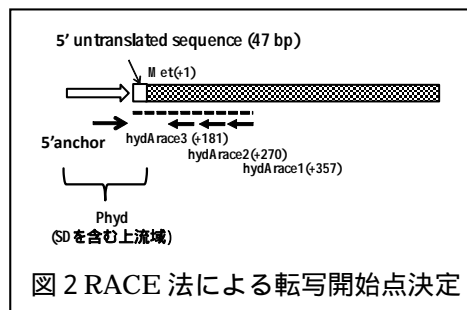 5' untranslated sequence (47 bp)
Met(+1)
5'anchor
hydArace3 (+181)
hydArace2(+270)
hydArace1(+357)
Phyd
(SDを含む上流域)
図 2 RACE 法による転写開始点決定